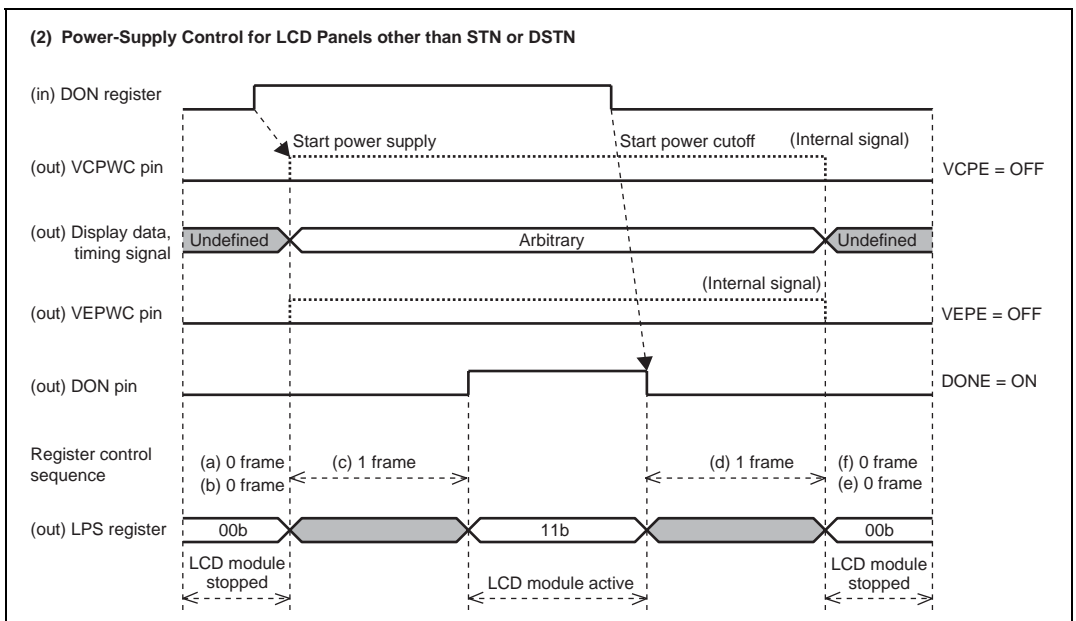 (2) Power-Supply Control for LCD Panels other than STN or DSTN
(in) DON register
Start power supply
Start power cutoff
(Internal signal)
(out) VCPWC pin
VCPE = OFF
(out) Display data,
timing signal
Undefined
Arbitrary
Undefined
(Internal signal)
(out) VEPWC pin
VEPE = OFF
(out) DON pin
DONE = ON
Register control
sequence
(a) 0 frame
(b) 0 frame
(c) 1 frame
(d) 1 frame
(f) 0 frame
(e) 0 frame
(out) LPS register
00b
11b
00b
LCD module
stopped
LCD module active
LCD module
stopped